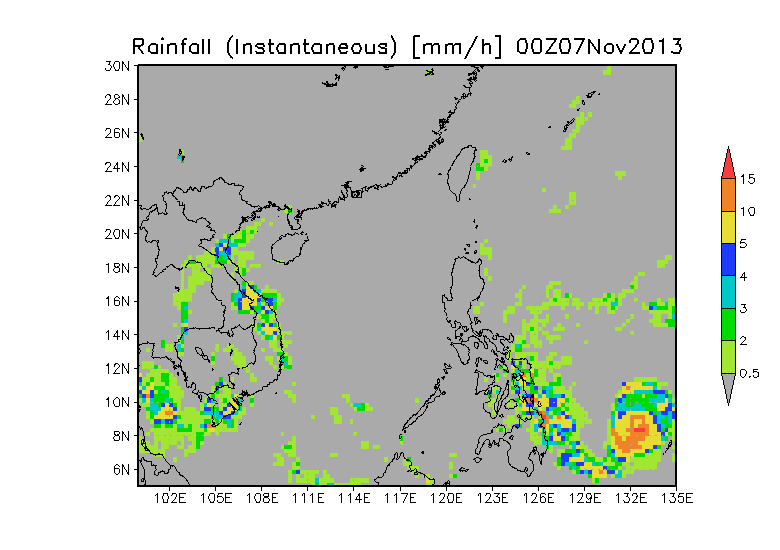 Rainfall (Instantaneous) [mm/h] 00Z07Nov2013
30N
28N
26N
24N
22N
20N
18N
16N
14N
12N
10N
8N
6N
102E 105E 108E 111E 114E 117E 120E 123E 126E 129E 132E 135E
15
10
5
4
3
2
0.5